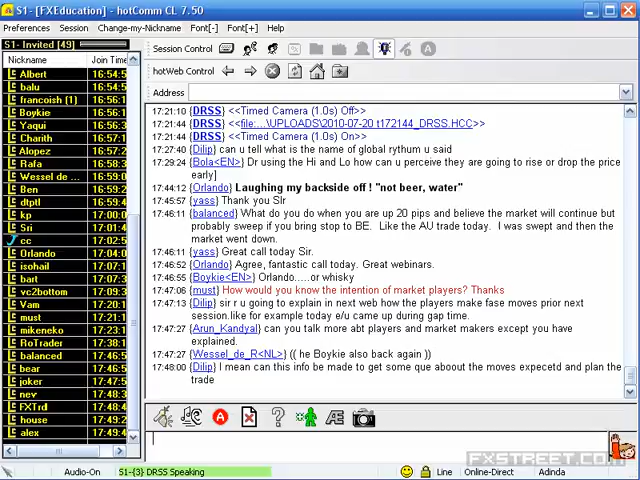 S1- [FXEducation] - hotComm CL 7.50
Preferences Session Change-my-Nickname Font[-] Font[+] Help
S1- Invited [49]
Nickname Join Time
Albert 16:54:5
balu 16:54:5
francoish (1) 16:56:1
Boykie 16:56:1
Yaqui 16:56:3
Charith 16:57:1
Alopez 16:57:2
Rafa 16:58:3
Wessel de ... 16:58:3
Ben 16:59:2
dtptl 16:59:2
kp 17:00:0
Sri 17:01:4
cc 17:02:5
Orlando 17:04:0
isohail 17:07:1
bart 17:07:1
vc2bottom 17:07:2
Vam 17:20:1
must 17:21:1
mikeneko 17:23:1
RoTrader 17:38:1
balanced 17:46:5
bear 17:46:5
joker 17:47:5
nev 17:48:3
FXTrd 17:48:4
house 17:49:2
alex 17:49:4
Session Control
hotWeb Control
Address
17:21:10 {DRSS} <<Timed Camera (1.0s) Off>>
17:21:44 {DRSS} <<file:...\UPLOADS\2010-07-20 t172144_DRSS.HCC>>
17:21:44 {DRSS} <<Timed Camera (1.0s) On>>
17:27:40 {Dilip} can u tell what is the name of global rythum u said
17:29:24 {Bola<EN>} Dr using the Hi and Lo how can u perceive they are going to rise or drop the price
early]
17:44:12 {Orlando} Laughing my backside off ! "not beer, water"
17:45:57 {yass} Thank you SIr
17:46:11 {balanced} What do you do when you are up 20 pips and believe the market will continue but
probably sweep if you bring stop to BE. Like the AU trade today. I was swept and then the
market went down.
17:46:11 {yass} Great call today Sir.
17:46:52 {Orlando} Agree, fantastic call today. Great webinars.
17:46:55 {Boykie<EN>} Orlando.....or whisky
17:47:06 {must} How would you know the intention of market players? Thanks
17:47:13 {Dilip} sir r u going to explain in next web how the players make fase moves prior next
session.like for example today e/u came up during gap time.
17:47:27 {Arun_Kandyal} can you talk more abt players and market makers except you have
explained.
17:47:27 {Wessel_de_R<NL>} (( he Boykie also back again ))
17:48:00 {Dilip} I mean can this info be made to get some que aboout the moves expecetd and plan the
trade
FXSTREET.COM
Audio-On S1-{3} DRSS Speaking Line Online-Direct Adinda